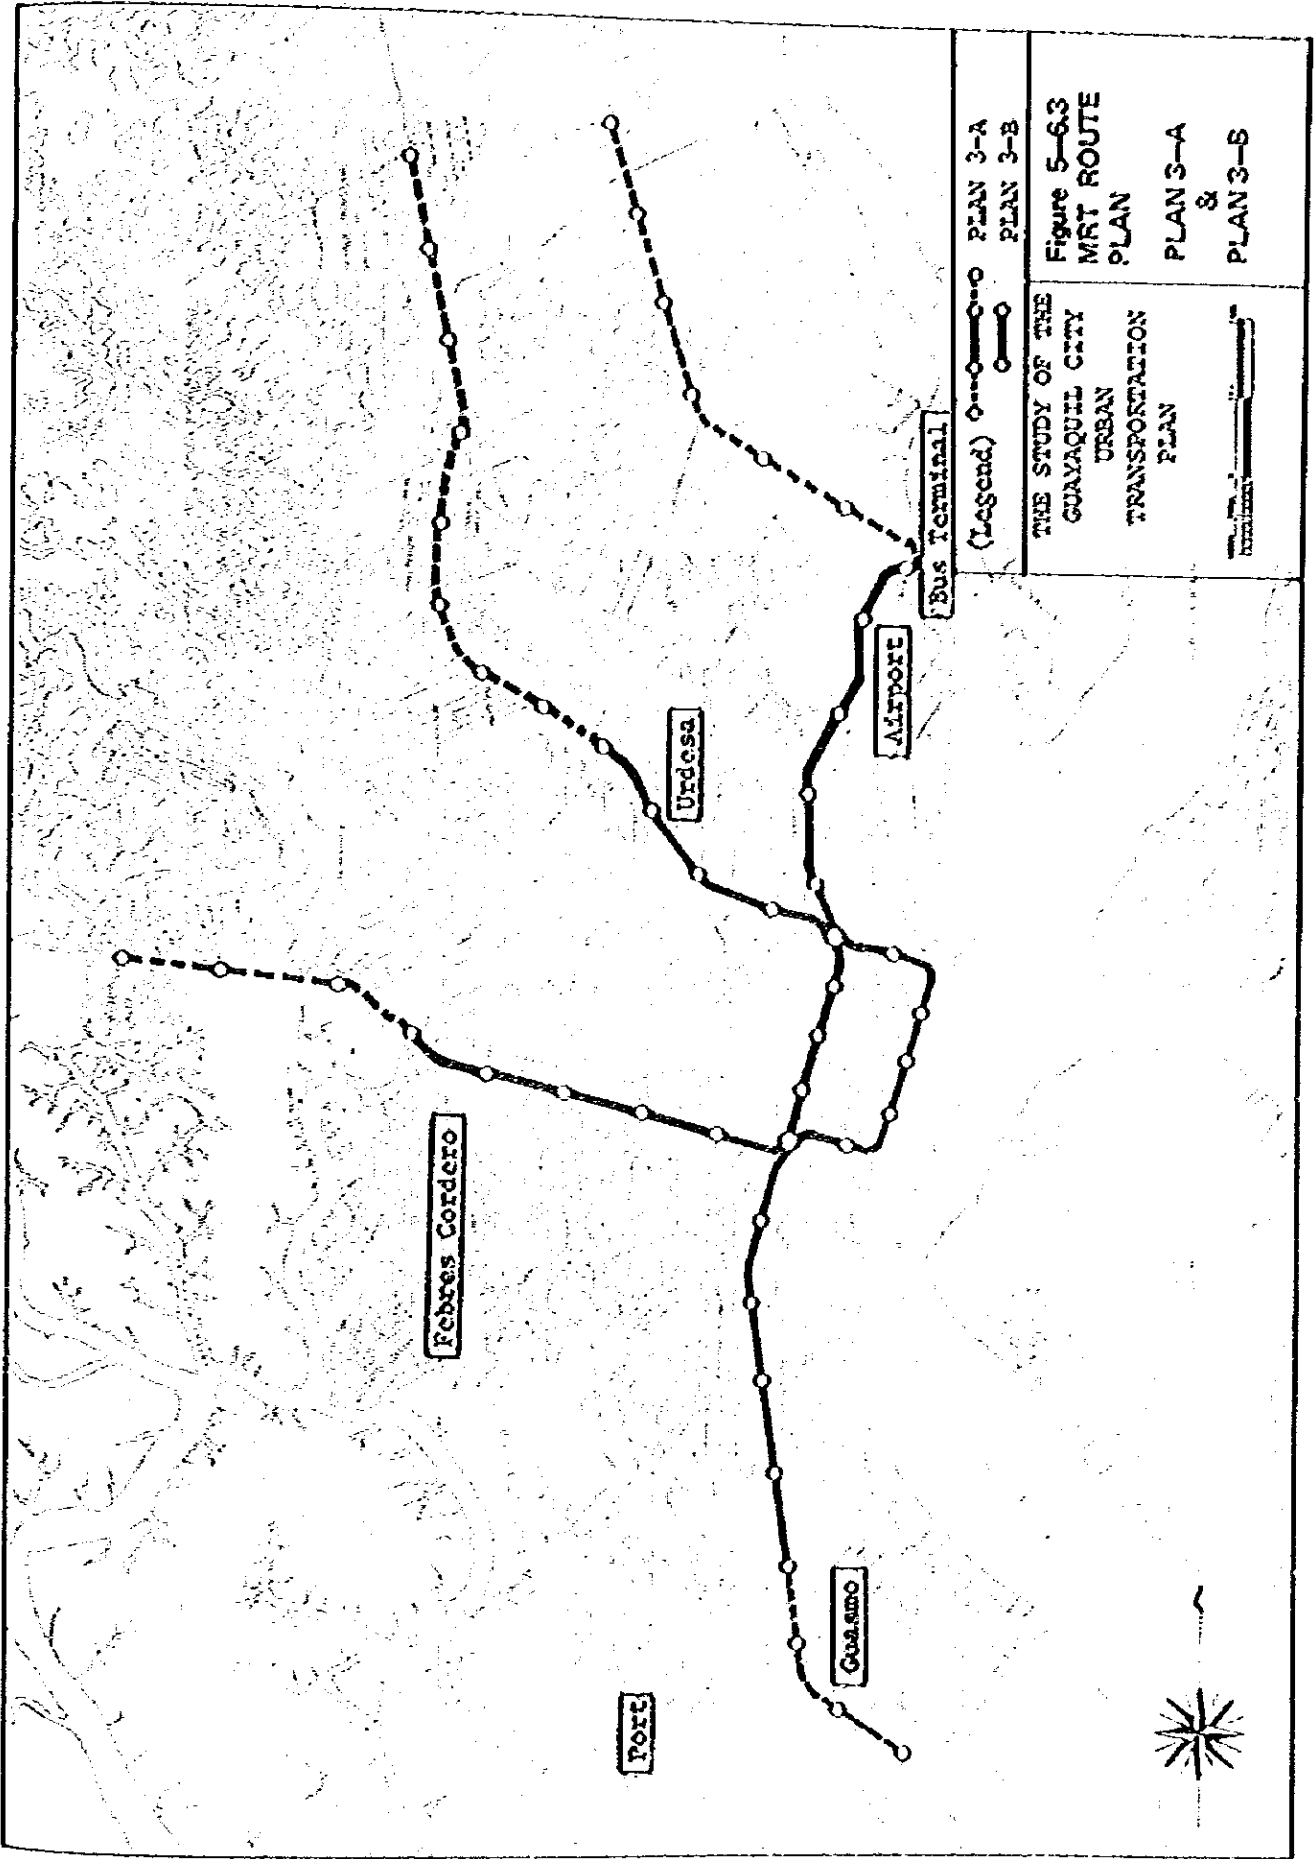 Febres Cordero
Urdesa
Port
Guasmo
Airport
Bus Terminal
(Legend)
PLAN 3-A
PLAN 3-B
THE STUDY OF THE
GUAYAQUIL CITY
URBAN
TRANSPORTATION
PLAN
Figure 5-6.3
MRT ROUTE
PLAN
PLAN 3-A
&
PLAN 3-B